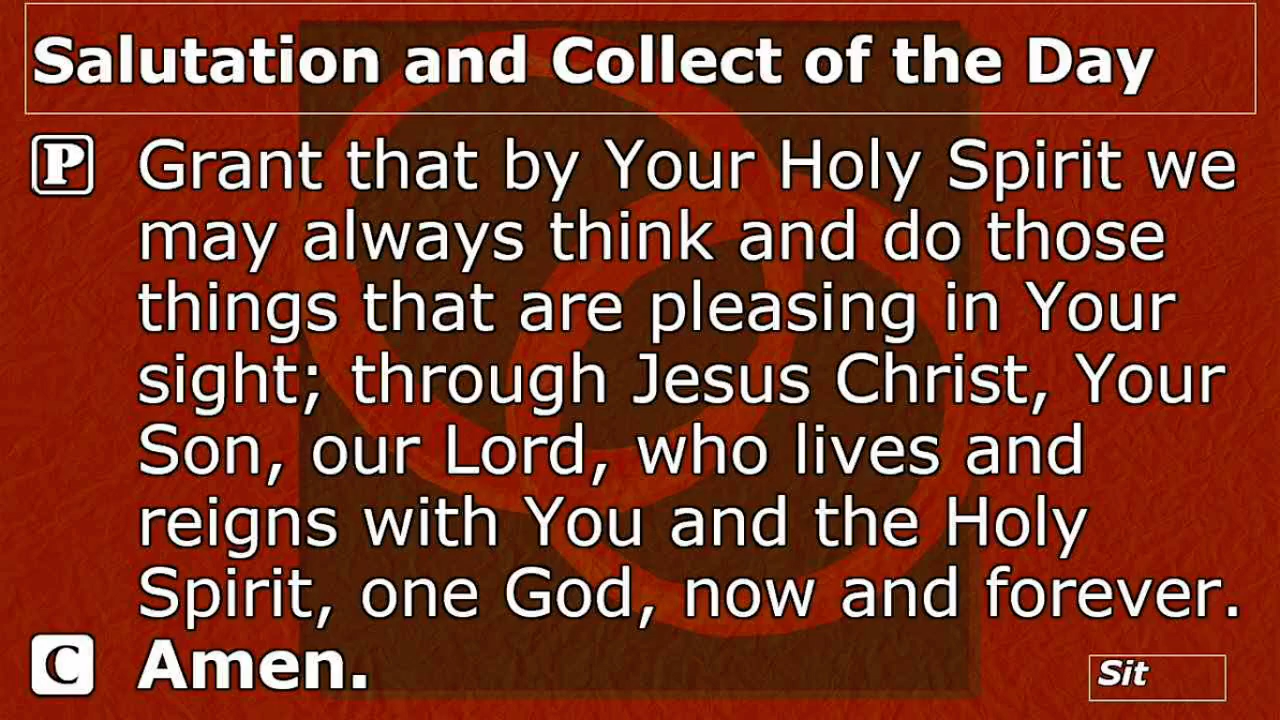 Salutation and Collect of the Day
P Grant that by Your Holy Spirit we
may always think and do those
things that are pleasing in Your
sight; through Jesus Christ, Your
Son, our Lord, who lives and
reigns with You and the Holy
Spirit, one God, now and forever.
C Amen.
Sit